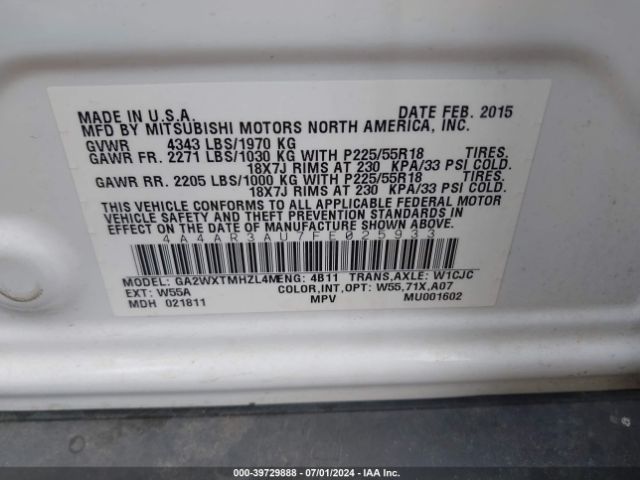 MADE IN U.S.A. DATE FEB. 2015
MFD BY MITSUBISHI MOTORS NORTH AMERICA, INC.
GVWR 4343 LBS/1970 KG
GAWR FR. 2271 LBS/1030 KG WITH P225/55R18 TIRES.
18X7J RIMS AT 230 KPA/33 PSI COLD.
GAWR RR. 2205 LBS/1000 KG WITH P225/55R18 TIRES.
18X7J RIMS AT 230 KPA/33 PSI COLD.
THIS VEHICLE CONFORMS TO ALL APPLICABLE FEDERAL MOTOR
VEHICLE SAFETY AND THEFT PREVENTION STANDARDS IN
EFFECT ON THE DATE OF MANUFACTURE SHOWN ABOVE.
4A4AR3AU7FE025933
MODEL: GA2WXTMHZL4M ENG: 4B11 TRANS,AXLE: W1CJC
EXT: W55A COLOR,INT,OPT: W55,71X,A07
MDH 021811 MPV MU001602
000-39729888 - 07/01/2024 - IAA Holdings, LLC